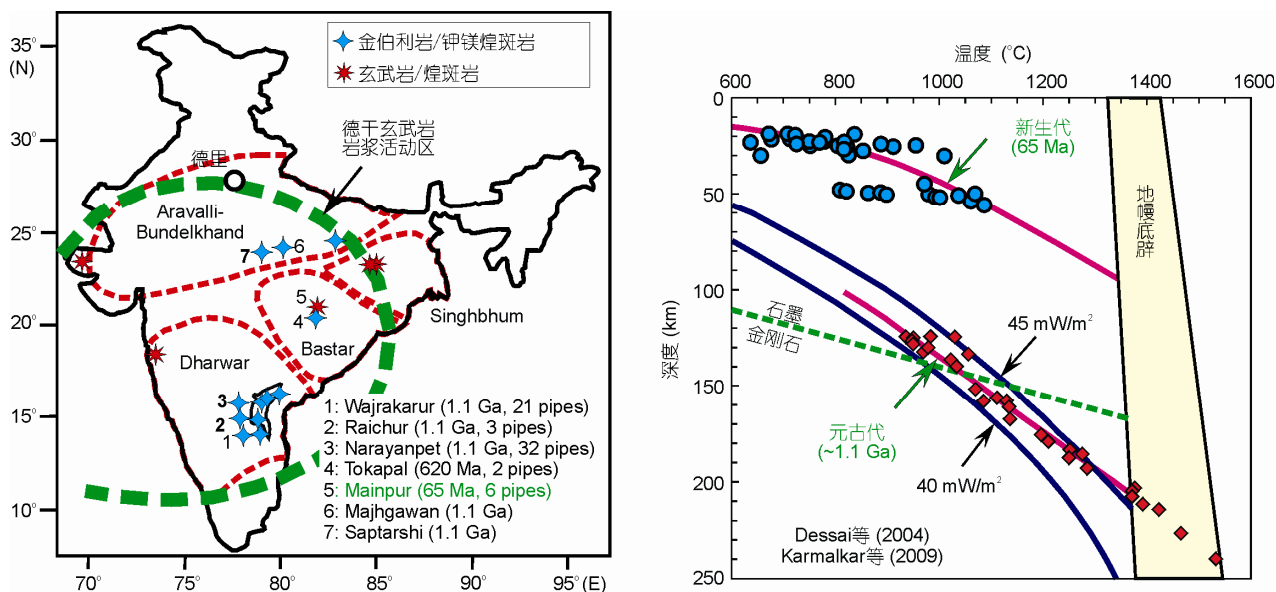 35°
(N)
30°
25°
20°
15°
10°
70°
75°
80°
85°
90°
95°(E)
金伯利岩/钾镁煌斑岩
玄武岩/煌斑岩
德干玄武岩
岩浆活动区
德里
Aravalli-
Bundelkhand
7
6
5
4
Singhbhum
Bastar
Dharwar
3
2
1
1: Wajrakarur (1.1 Ga, 21 pipes)
2: Raichur (1.1 Ga, 3 pipes)
3: Narayanpet (1.1 Ga, 32 pipes)
4: Tokapal (620 Ma, 2 pipes)
5: Mainpur (65 Ma, 6 pipes)
6: Majhgawan (1.1 Ga)
7: Saptarshi (1.1 Ga)
温度 (°C)
600
800
1000
1200
1400
1600
深度 (km)
0
50
100
150
200
250
新生代
(65 Ma)
地幔底辟
石墨
金刚石
45 mW/m²
元古代
(~1.1 Ga)
40 mW/m²
Dessai等 (2004)
Karmalkar等 (2009)